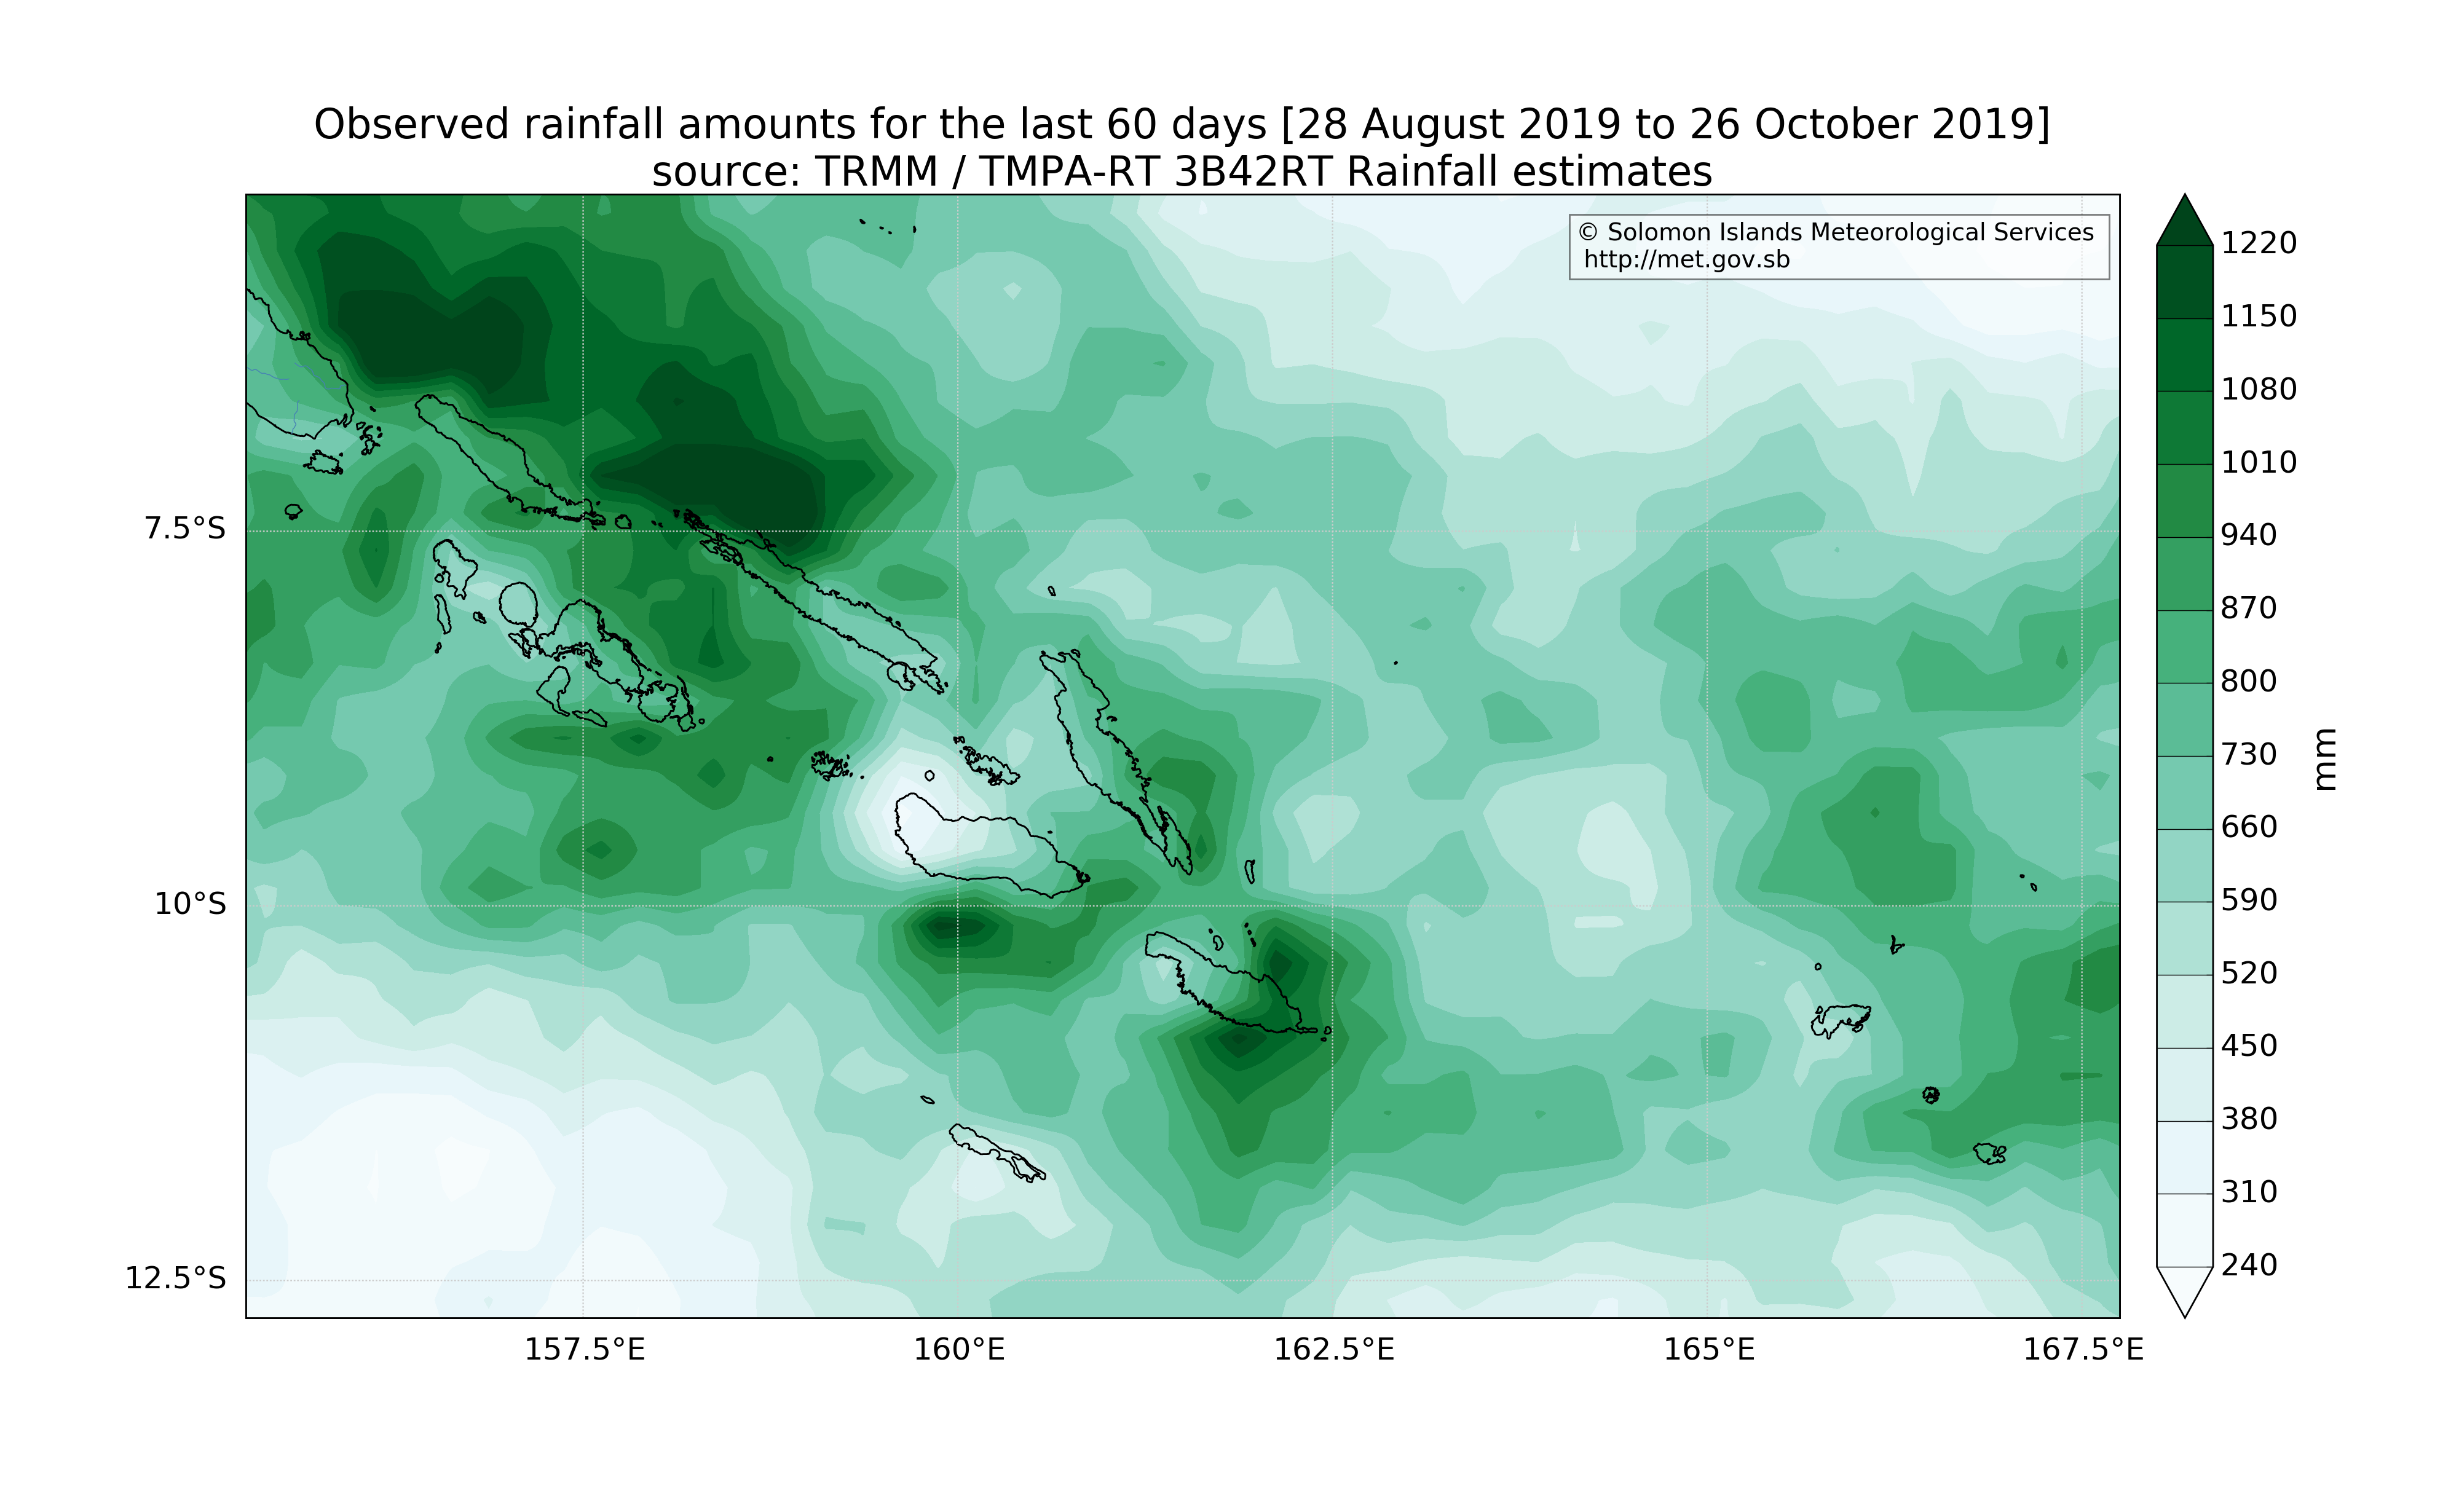 Observed rainfall amounts for the last 60 days [28 August 2019 to 26 October 2019]
source: TRMM / TMPA-RT 3B42RT Rainfall estimates
© Solomon Islands Meteorological Services
http://met.gov.sb
7.5°S
10°S
12.5°S
157.5°E
160°E
162.5°E
165°E
167.5°E
1220
1150
1080
1010
940
870
800
730
660
590
520
450
380
310
240
mm